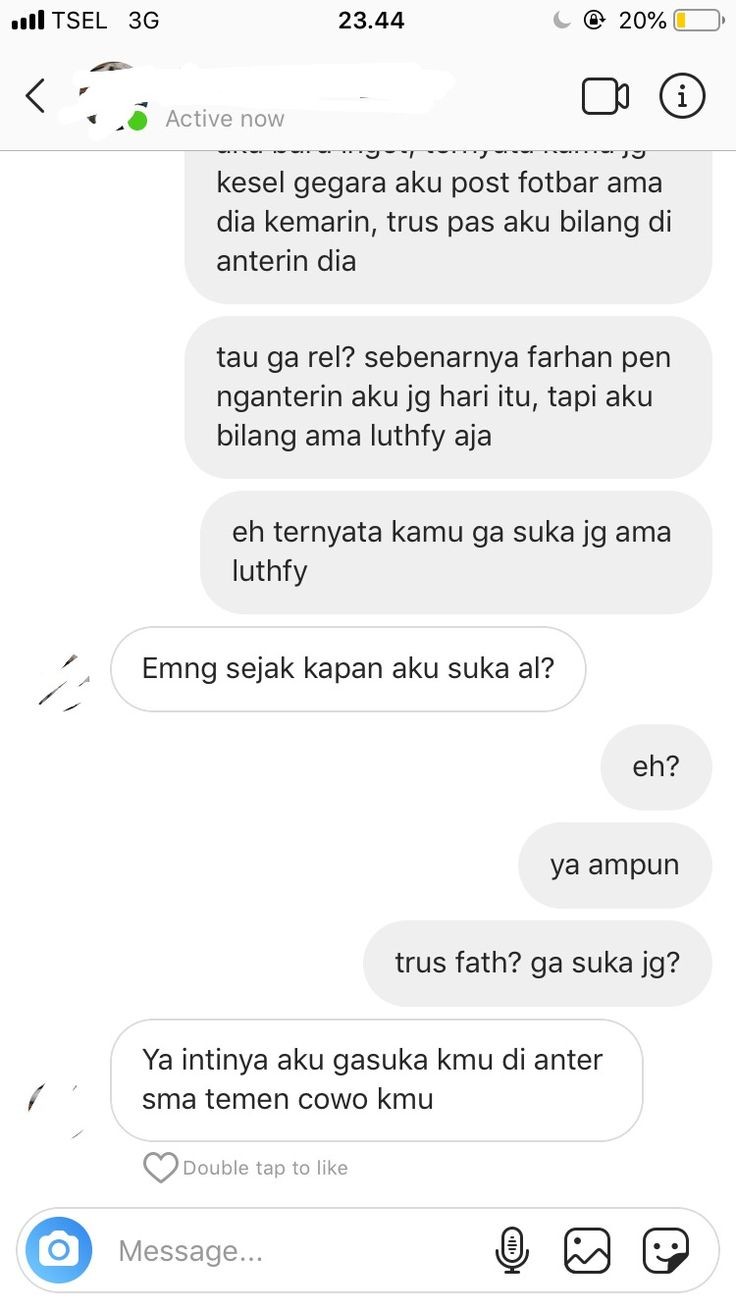 TSEL 3G 23.44 20%
Active now
kesel gegara aku post fotbar ama
dia kemarin, trus pas aku bilang di
anterin dia
tau ga rel? sebenarnya farhan pen
nganterin aku jg hari itu, tapi aku
bilang ama luthfy aja
eh ternyata kamu ga suka jg ama
luthfy
Emng sejak kapan aku suka al?
eh?
ya ampun
trus fath? ga suka jg?
Ya intinya aku gasuka kmu di anter
sma temen cowo kmu
Double tap to like
Message...